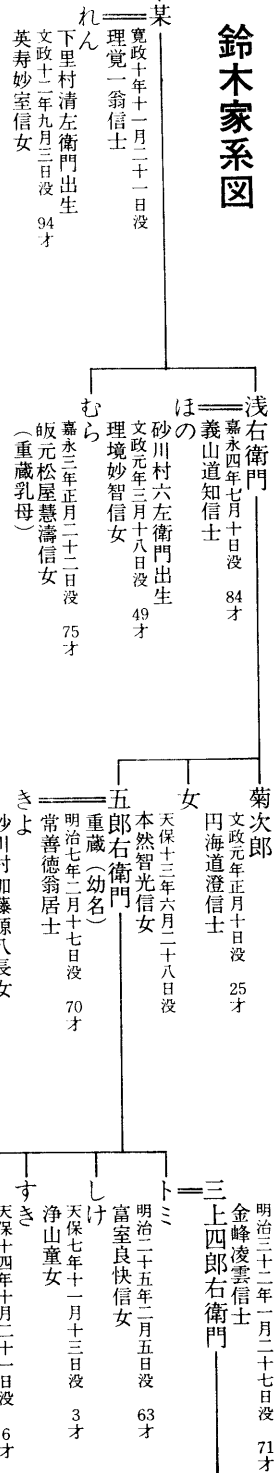 鈴木家系図
某
寛政十年十一月二十一日没
理覚一翁信士
れん
下里村清左衛門出生
文政十二年九月三日没 94才
英寿妙室信女
浅右衛門
嘉永四年七月十日没 84才
義山道知信士
ほの
砂川村六左衛門出生
文政元年三月十八日没 49才
理境妙智信女
むら
嘉永三年正月二十二日没 75才
皈元松屋慧濤信女
(重蔵乳母)
菊次郎
文政元年正月十日没 25才
円海道澄信士
女
天保十三年六月二十八日没
本然智光信女
五郎右衛門
重蔵(幼名)
明治七年二月十七日没 70才
常善徳翁居士
きよ
砂川村加藤源八長女
三上四郎右衛門
明治三十二年一月二十七日没 71才
金峰凌雲信士
トミ
明治二十五年二月五日没 63才
富室良快信女
しけ
天保七年十一月十三日没 3才
浄山童女
すき
天保十四年十月二十一日没 6才